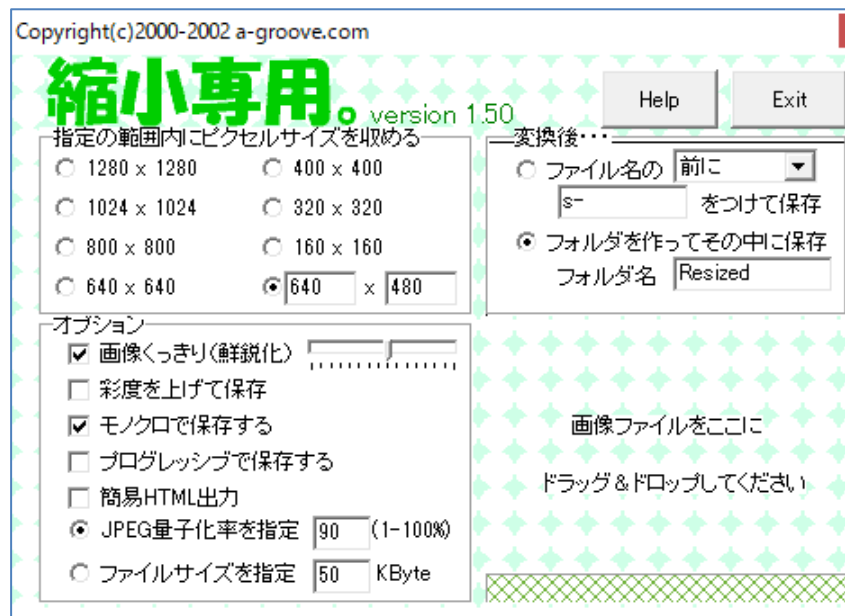 Copyright(c)2000-2002 a-groove.com
縮小専用。version 1.50
Help
Exit
指定の範囲内にピクセルサイズを収める
1280 x 1280
400 x 400
1024 x 1024
320 x 320
800 x 800
160 x 160
640 x 640
640 x 480
変換後・・・
ファイル名の 前に
s- をつけて保存
フォルダを作ってその中に保存
フォルダ名 Resized
オプション
画像くっきり(鮮鋭化)
彩度を上げて保存
モノクロで保存する
プログレッシブで保存する
簡易HTML出力
JPEG量子化率を指定 90 (1-100%)
ファイルサイズを指定 50 KByte
画像ファイルをここに
ドラッグ&ドロップしてください